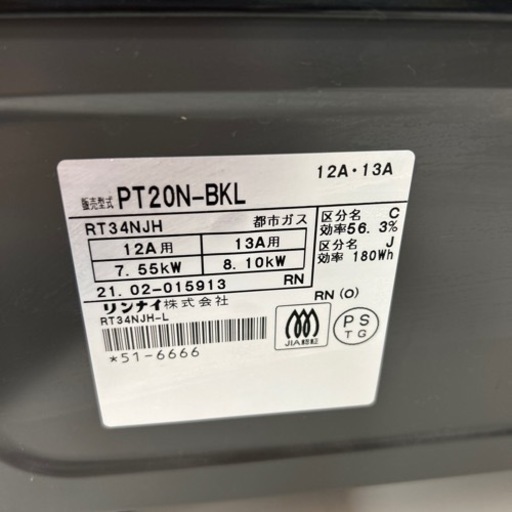 12A・13A
販売型式 PT20N-BKL
RT34NJH 都市ガス
12A用 13A用
7.55kW 8.10kW
区分名 C
効率56.3%
区分名 J
効率 180Wh
21.02-015913 RN
リンナイ株式会社
RN (O)
RT34NJH-L
*51-6666
JIA認証
PS
TG